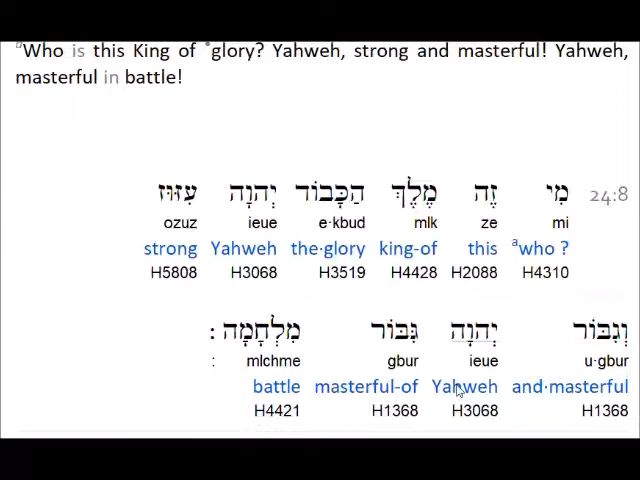 ᵃWho is this King of •glory? Yahweh, strong and masterful! Yahweh,
masterful in battle!
24:8 מִי זֶה מֶלֶךְ הַכָּבוֹד יְהוָה עִזּוּז
ozuz ieue e·kbud mlk ze mi
strong Yahweh the·glory king-of this ᵃwho ?
H5808 H3068 H3519 H4428 H2088 H4310
וְגִבּוֹר יְהוָה גִּבּוֹר מִלְחָמָה :
: mlchme gbur ieue u·gbur
battle masterful-of Yahweh and·masterful
H4421 H1368 H3068 H1368